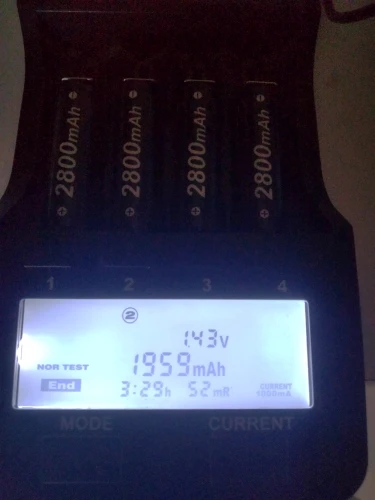 2800mAh 2800mAh 2800mAh 2800mAh
1 2 3 4
2
1.43V
NOR TEST 1959mAh
End 3:29h 52mR CURRENT 1000mA
MODE CURRENT